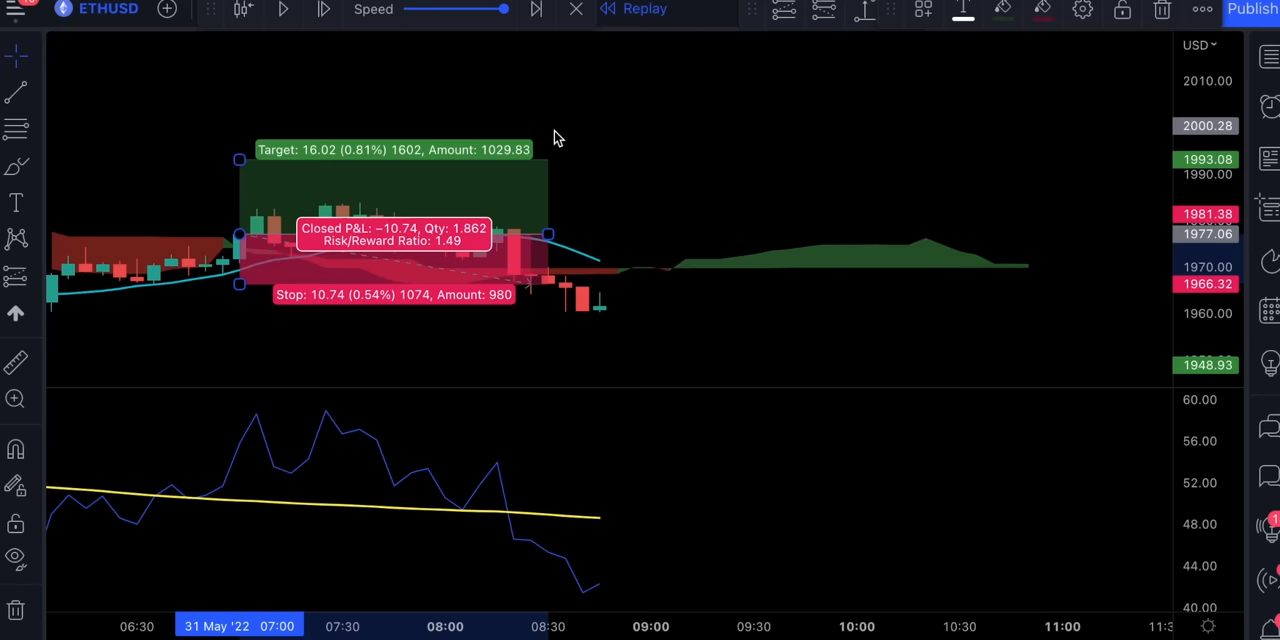 ETHUSD
Speed
Replay
Publish
USD
2010.00
2000.28
Target: 16.02 (0.81%) 1602, Amount: 1029.83
1993.08
1990.00
1981.38
Closed P&L: −10.74, Qty: 1.862
Risk/Reward Ratio: 1.49
1977.06
1970.00
Stop: 10.74 (0.54%) 1074, Amount: 980
1966.32
1960.00
1948.93
60.00
56.00
52.00
48.00
44.00
40.00
06:30
31 May '22 07:00
07:30
08:00
08:30
09:00
09:30
10:00
10:30
11:00